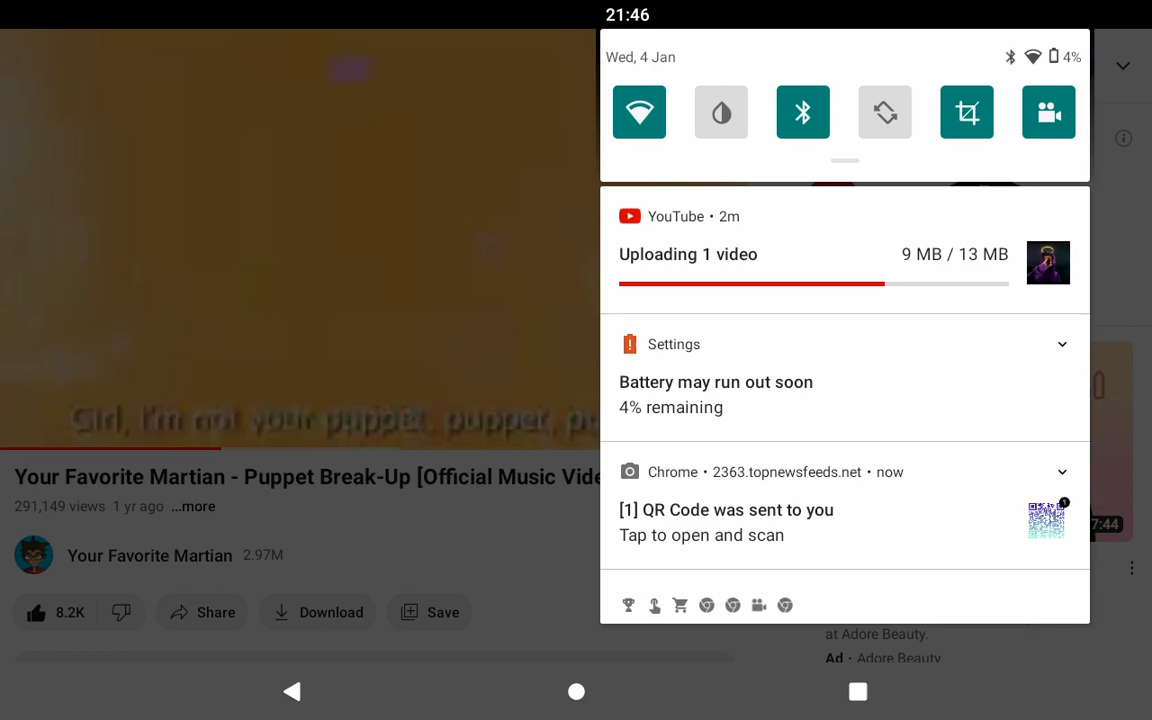 21:46
Wed, 4 Jan
4%
YouTube • 2m
Uploading 1 video 9 MB / 13 MB
Settings
Battery may run out soon
4% remaining
Chrome • 2363.topnewsfeeds.net • now
[1] QR Code was sent to you
1
Tap to open and scan
Girl, I'm not your puppet, puppet, pu
Your Favorite Martian - Puppet Break-Up [Official Music Vide
291,149 views 1 yr ago ...more
Your Favorite Martian 2.97M
8.2K
Share
Download
Save
7:44
at Adore Beauty.
Ad • Adore Beauty